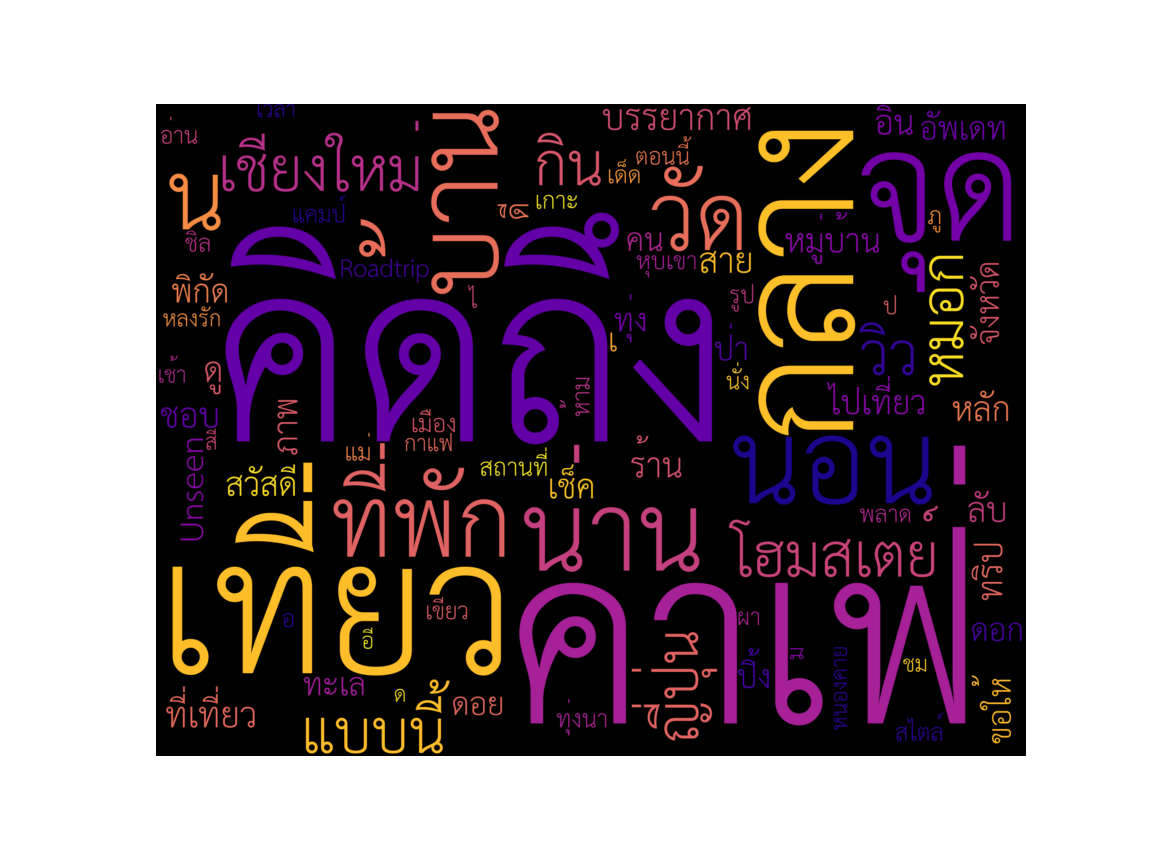 เวลา
อ่าน
เชียงใหม่
บ้าน
กิน
บรรยากาศ
ตอนนี้
เด็ด
อิน
อัพเดท
น
แคมป์
เกาะ
วัด
กลาง
จุด
ชิล
Roadtrip
คน
หุบเขา
สาย
หมู่บ้าน
ภู
พิกัด
หลงรัก
คิดถึง
ไ
ทุ่ง
เ
รูป
ป่า
ป
วิว
หมอก
จังหวัด
เช้า
ดู
ชอบ
ภาพ
เมือง
กาแฟ
ห้าม
นั่ง
ไปเที่ยว
หลัก
Unseen
แม่
สวัสดี
ที่พัก
สถานที่
เช็ค
ร้าน
นอน
น่าน
พลาด
ลับ
โฮมสเตย
ทริป
เที่ยว
คาเฟ่
อ
อี
เขียว
ญี่ปุ่น
ผา
ปิ้ง
หนองคาย
ชม
ดอก
ทะเล
ที่เที่ยว
แบบนี้
ด
ดอย
ทุ่งนา
สไตล์
ขอให้